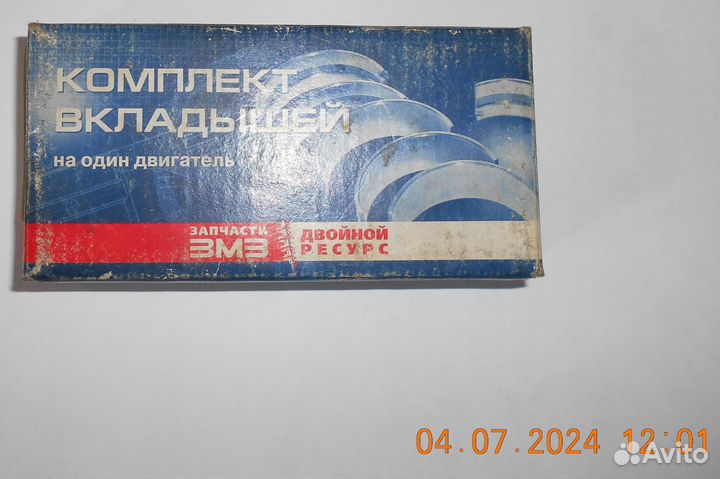 КОМПЛЕКТ
ВКЛАДЫШЕЙ
на один двигатель
ЗАПЧАСТИ
ЗМЗ
ДВОЙНОЙ
РЕСУРС
04.07.2024 12:01
Avito